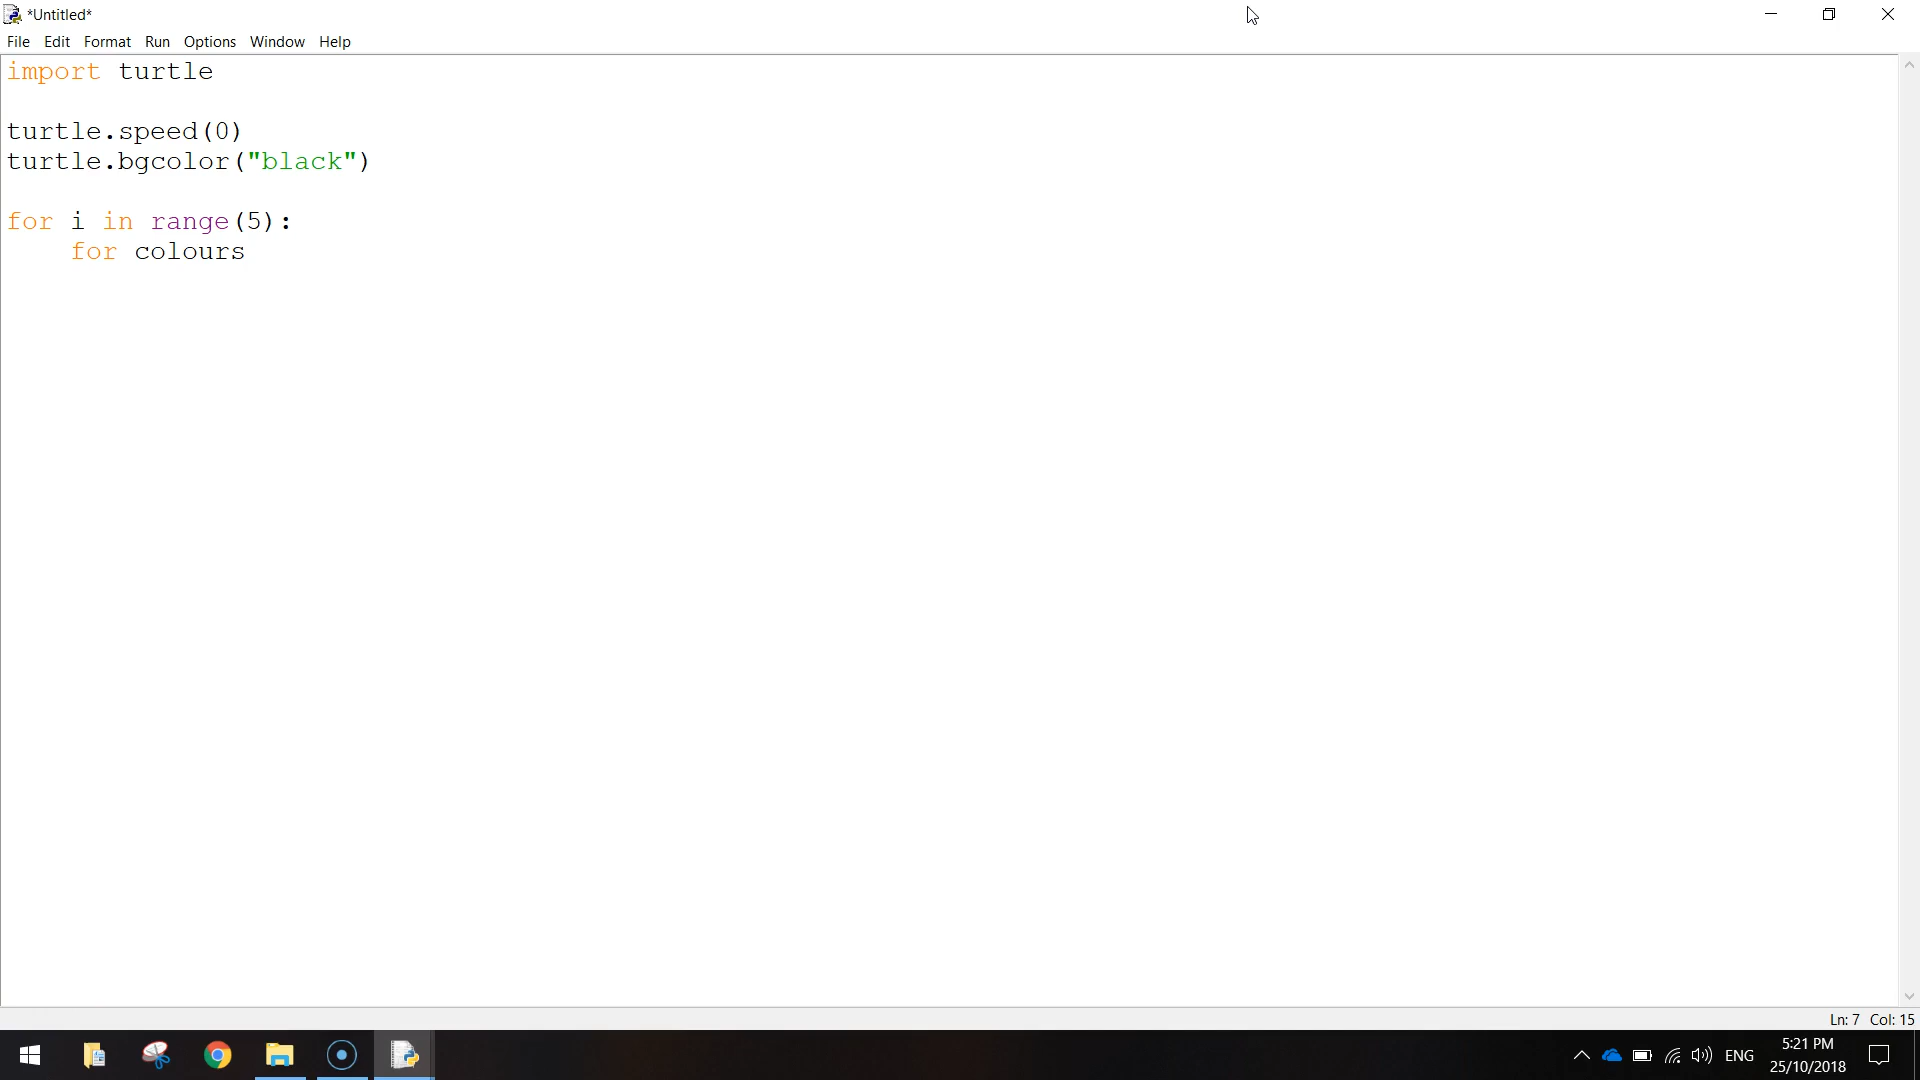 *Untitled*
File Edit Format Run Options Window Help
import turtle
turtle.speed(0)
turtle.bgcolor("black")
for i in range(5):
    for colours
Ln: 7 Col: 15
ENG
5:21 PM
25/10/2018